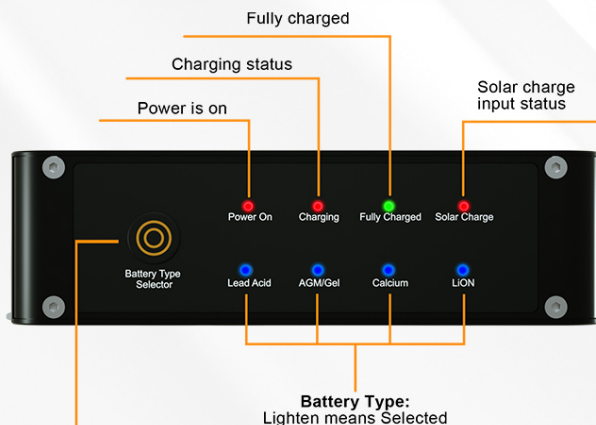 Fully charged
Charging status
Power is on
Solar charge
input status
Power On
Charging
Fully Charged
Solar Charge
Battery Type
Selector
Lead Acid
AGM/Gel
Calcium
LiON
Battery Type:
Lighten means Selected